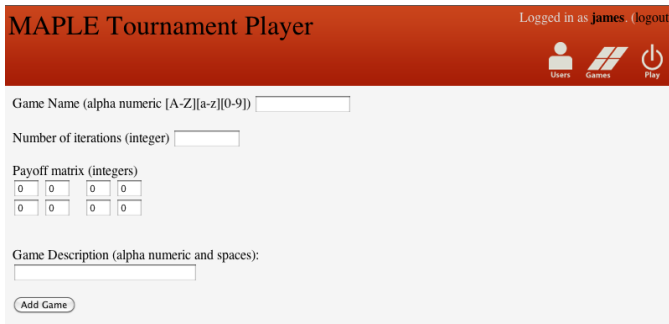 MAPLE Tournament Player
Logged in as james. (logout
Users Games Play
Game Name (alpha numeric [A-Z][a-z][0-9])
Number of iterations (integer)
Payoff matrix (integers)
0 0 0 0
0 0 0 0
Game Description (alpha numeric and spaces):
Add Game